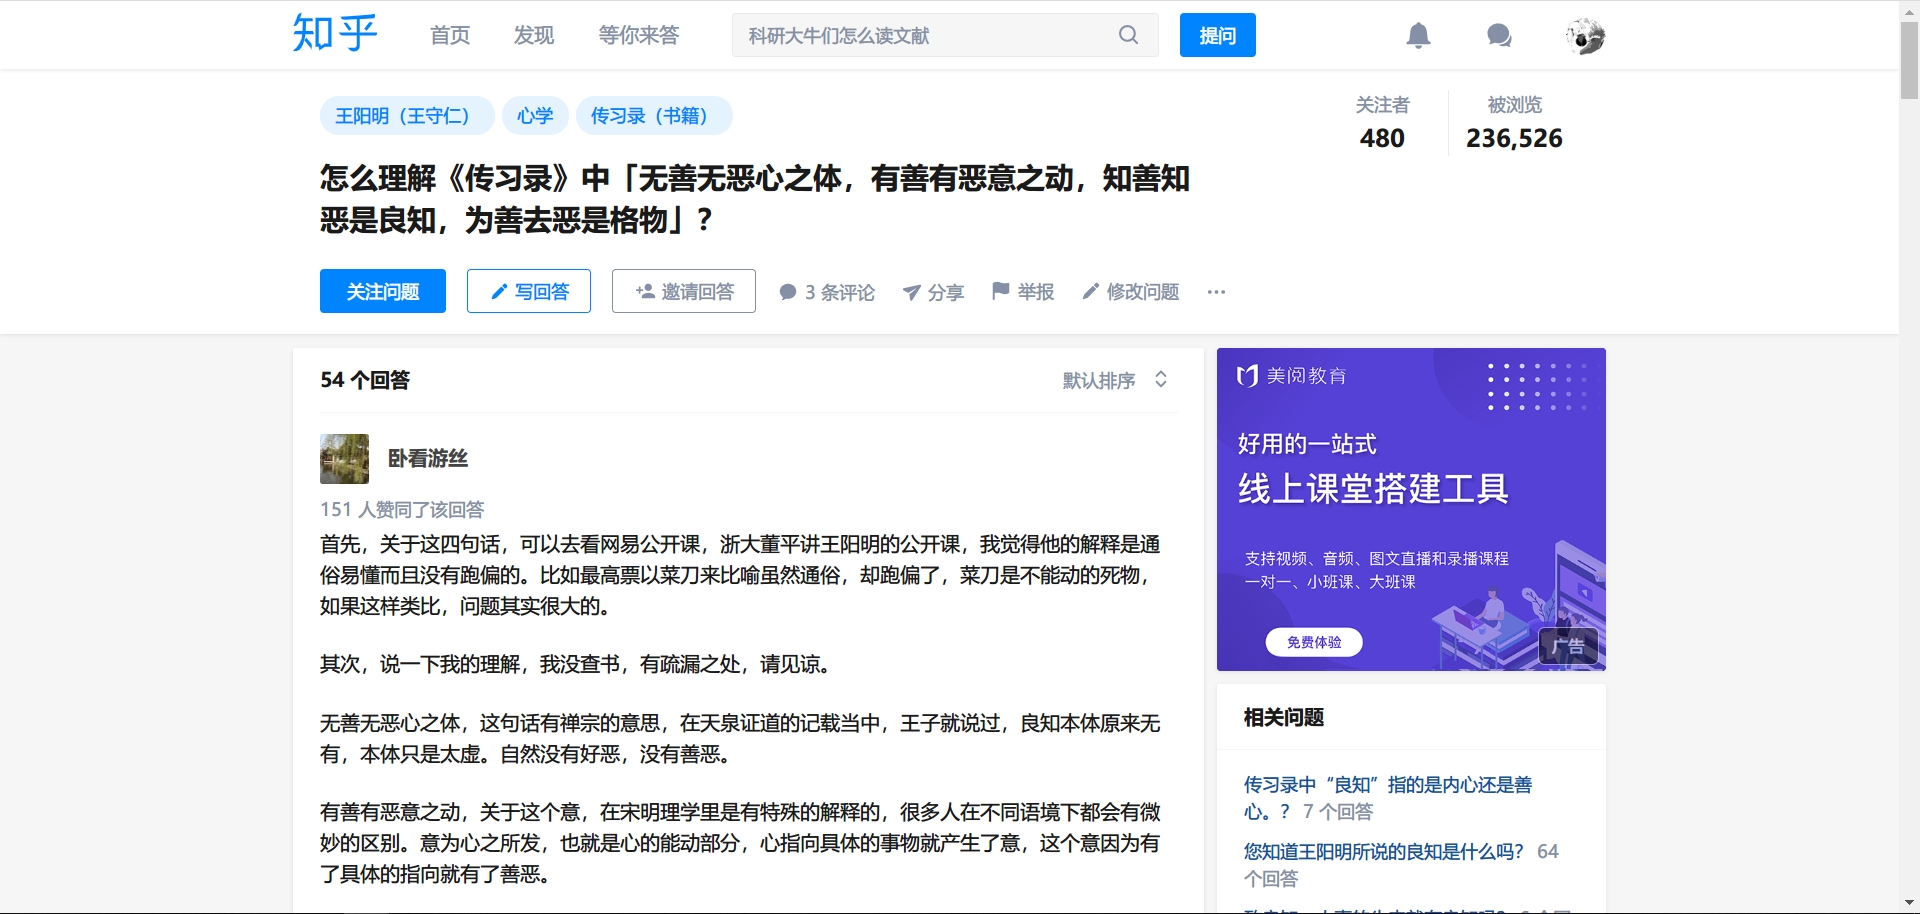 知乎
首页 发现 等你来答 科研大牛们怎么读文献 提问
王阳明（王守仁） 心学 传习录（书籍）
关注者 被浏览
480 236,526
怎么理解《传习录》中「无善无恶心之体，有善有恶意之动，知善知
恶是良知，为善去恶是格物」？
关注问题 写回答 邀请回答 3 条评论 分享 举报 修改问题 ···
54 个回答 默认排序
卧看游丝
151 人赞同了该回答
首先，关于这四句话，可以去看网易公开课，浙大董平讲王阳明的公开课，我觉得他的解释是通
俗易懂而且没有跑偏的。比如最高票以菜刀来比喻虽然通俗，却跑偏了，菜刀是不能动的死物，
如果这样类比，问题其实很大的。
其次，说一下我的理解，我没查书，有疏漏之处，请见谅。
无善无恶心之体，这句话有禅宗的意思，在天泉证道的记载当中，王子就说过，良知本体原来无
有，本体只是太虚。自然没有好恶，没有善恶。
有善有恶意之动，关于这个意，在宋明理学里是有特殊的解释的，很多人在不同语境下都会有微
妙的区别。意为心之所发，也就是心的能动部分，心指向具体的事物就产生了意，这个意因为有
了具体的指向就有了善恶。
美阅教育
好用的一站式
线上课堂搭建工具
支持视频、音频、图文直播和录播课程
一对一、小班课、大班课
免费体验
广告
相关问题
传习录中“良知”指的是内心还是善
心。？ 7 个回答
您知道王阳明所说的良知是什么吗？ 64
个回答